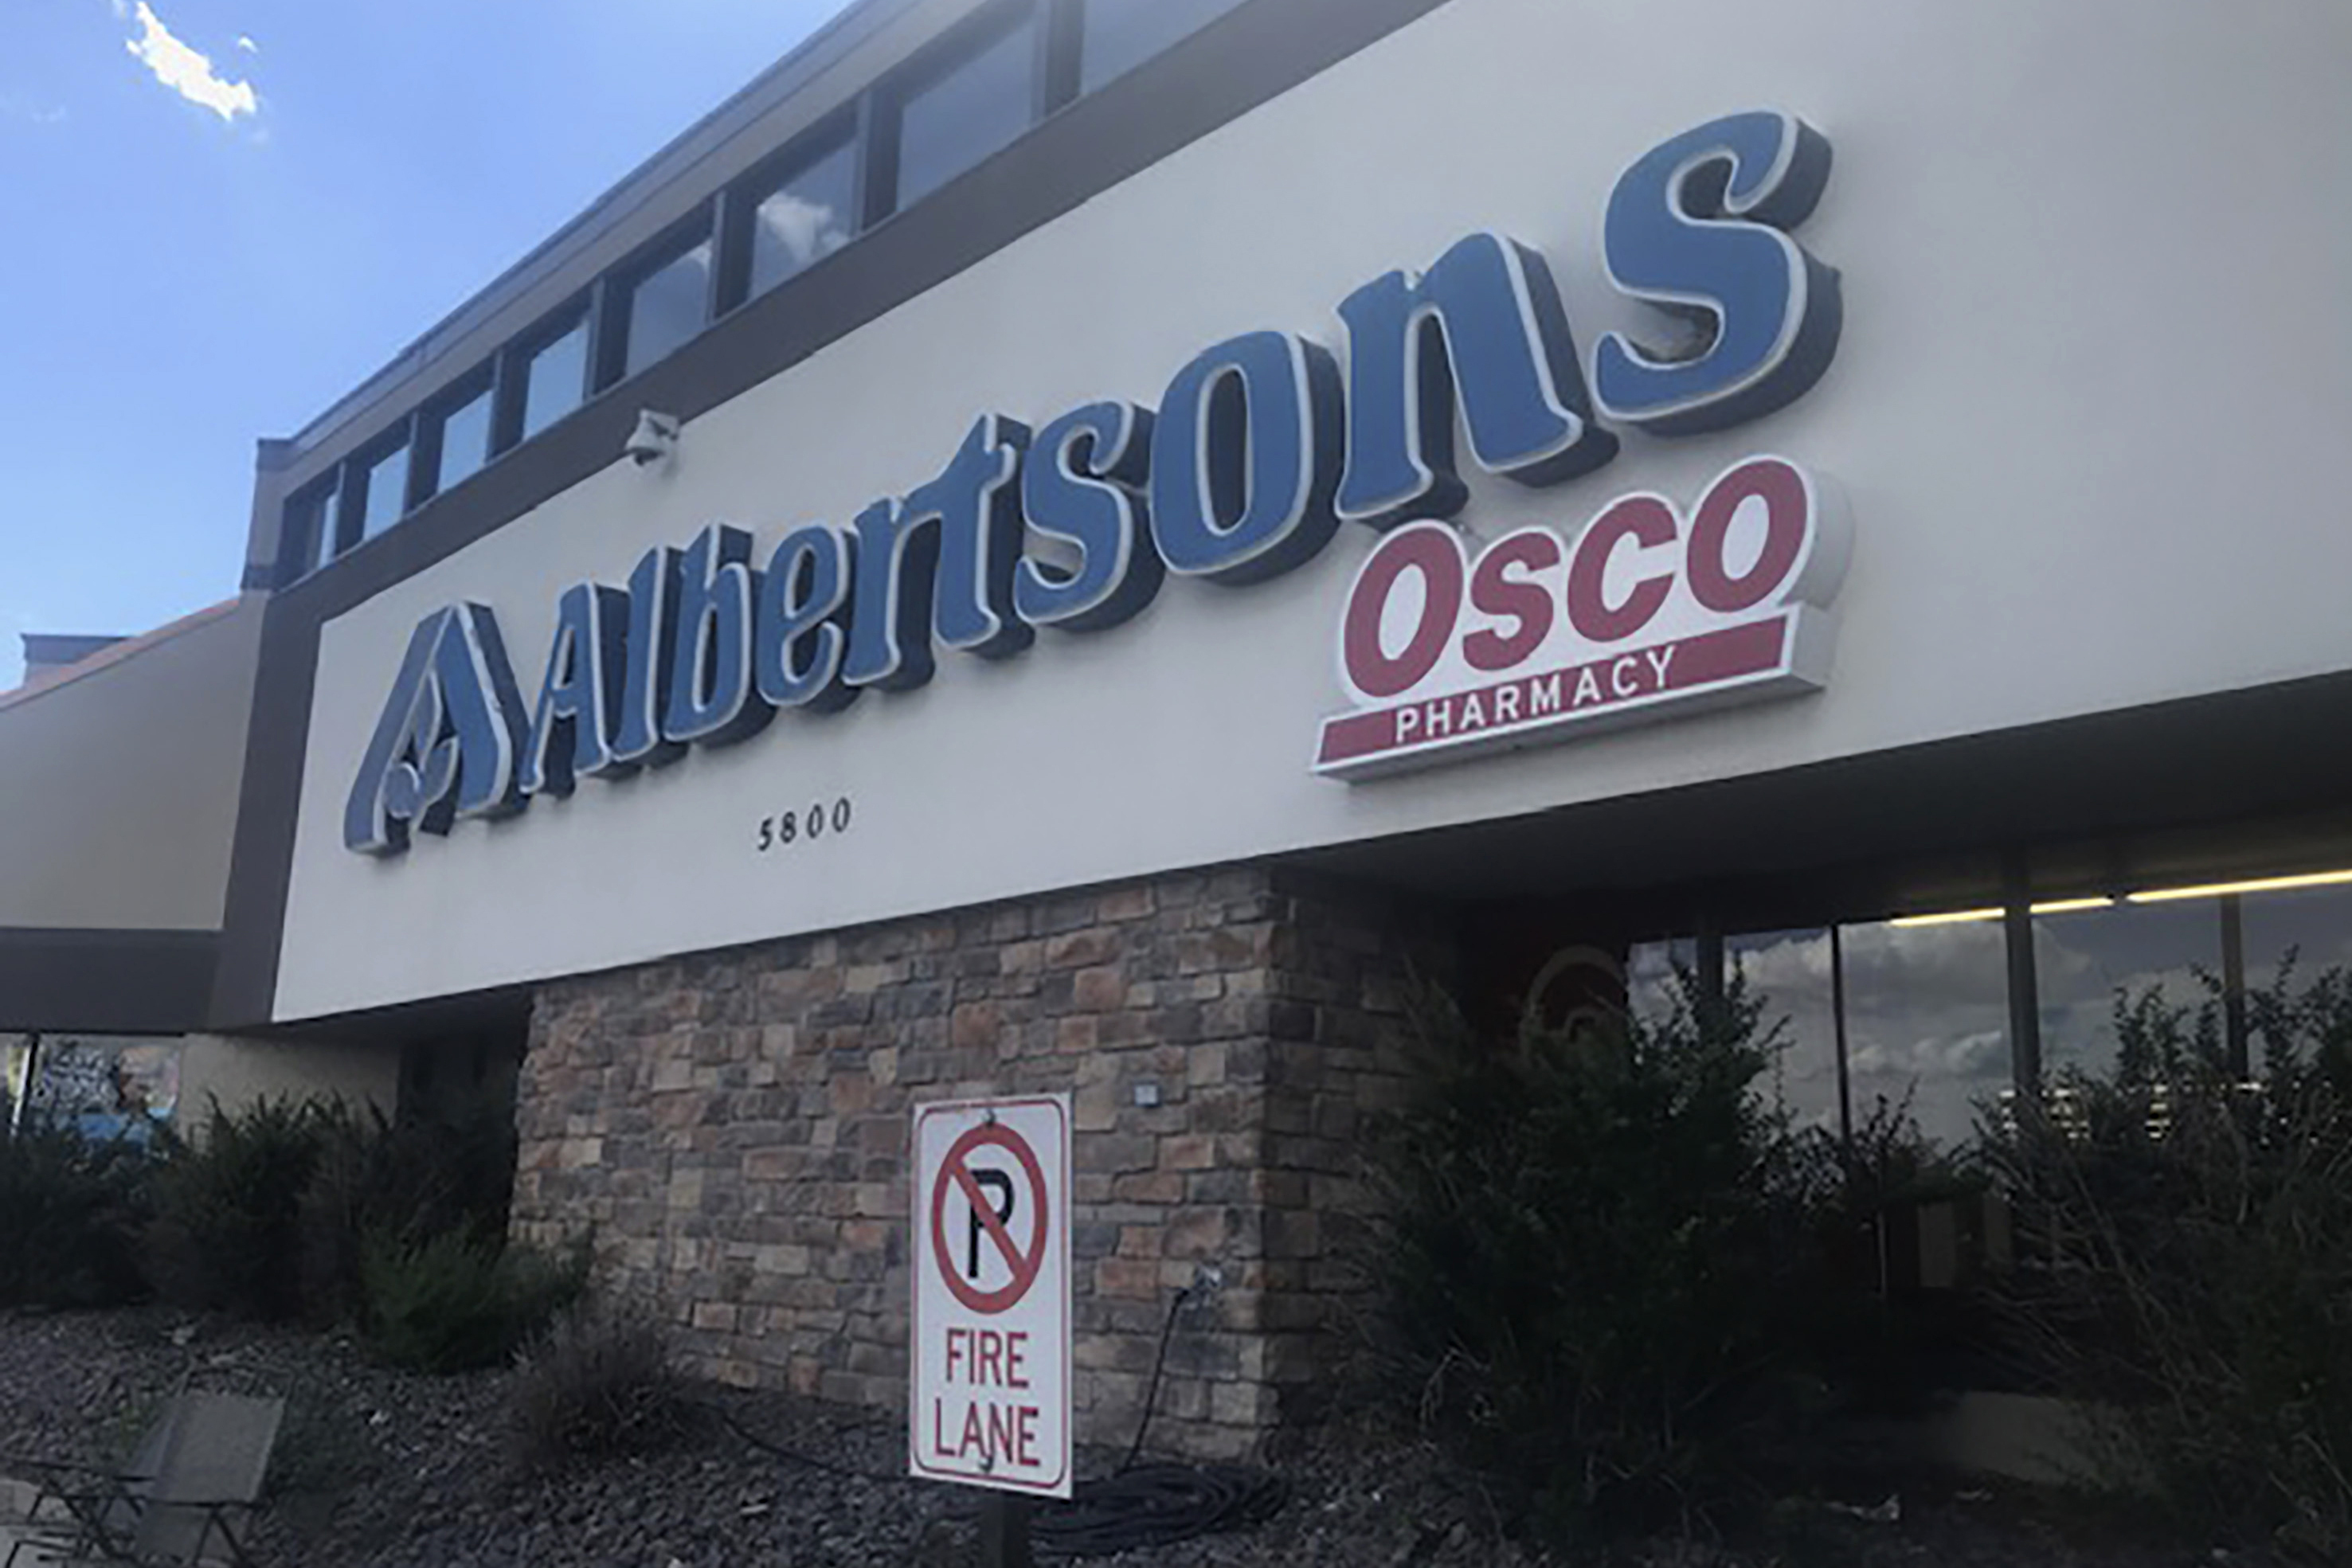 Albertsons
Osco
PHARMACY
5800
P
FIRE
LANE